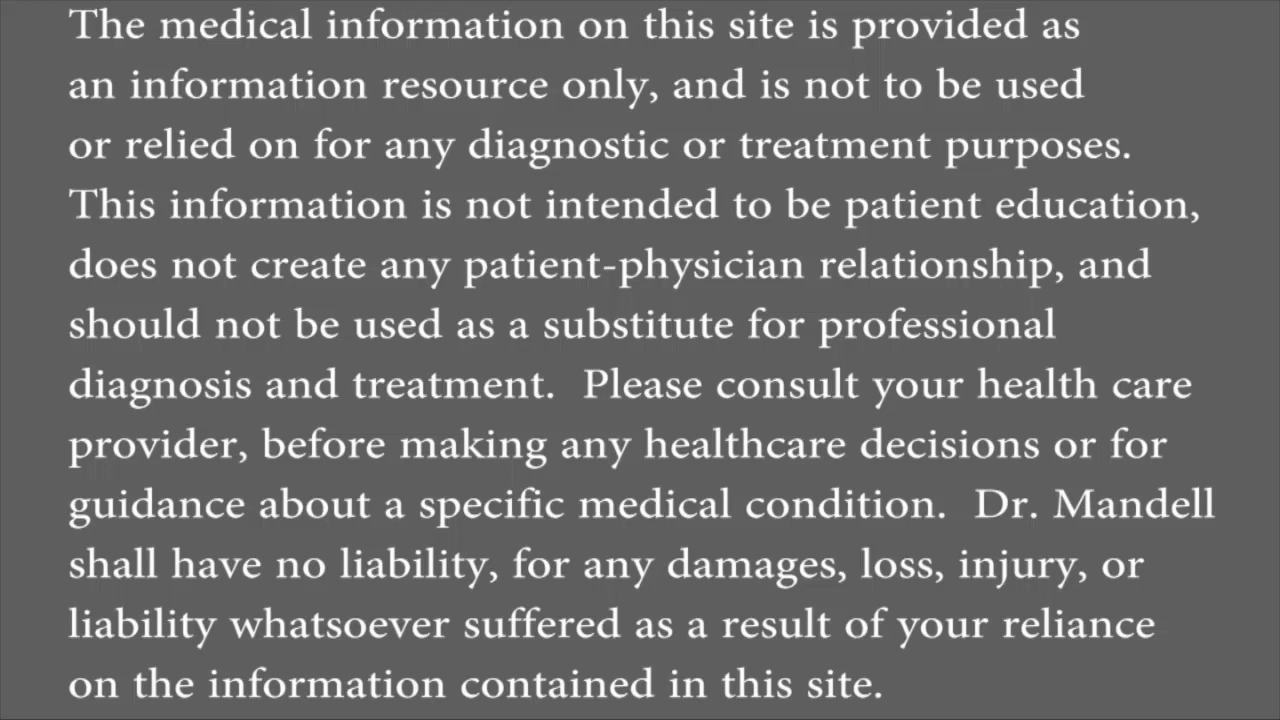 The medical information on this site is provided as
an information resource only, and is not to be used
or relied on for any diagnostic or treatment purposes.
This information is not intended to be patient education,
does not create any patient-physician relationship, and
should not be used as a substitute for professional
diagnosis and treatment.  Please consult your health care
provider, before making any healthcare decisions or for
guidance about a specific medical condition.  Dr. Mandell
shall have no liability, for any damages, loss, injury, or
liability whatsoever suffered as a result of your reliance
on the information contained in this site.